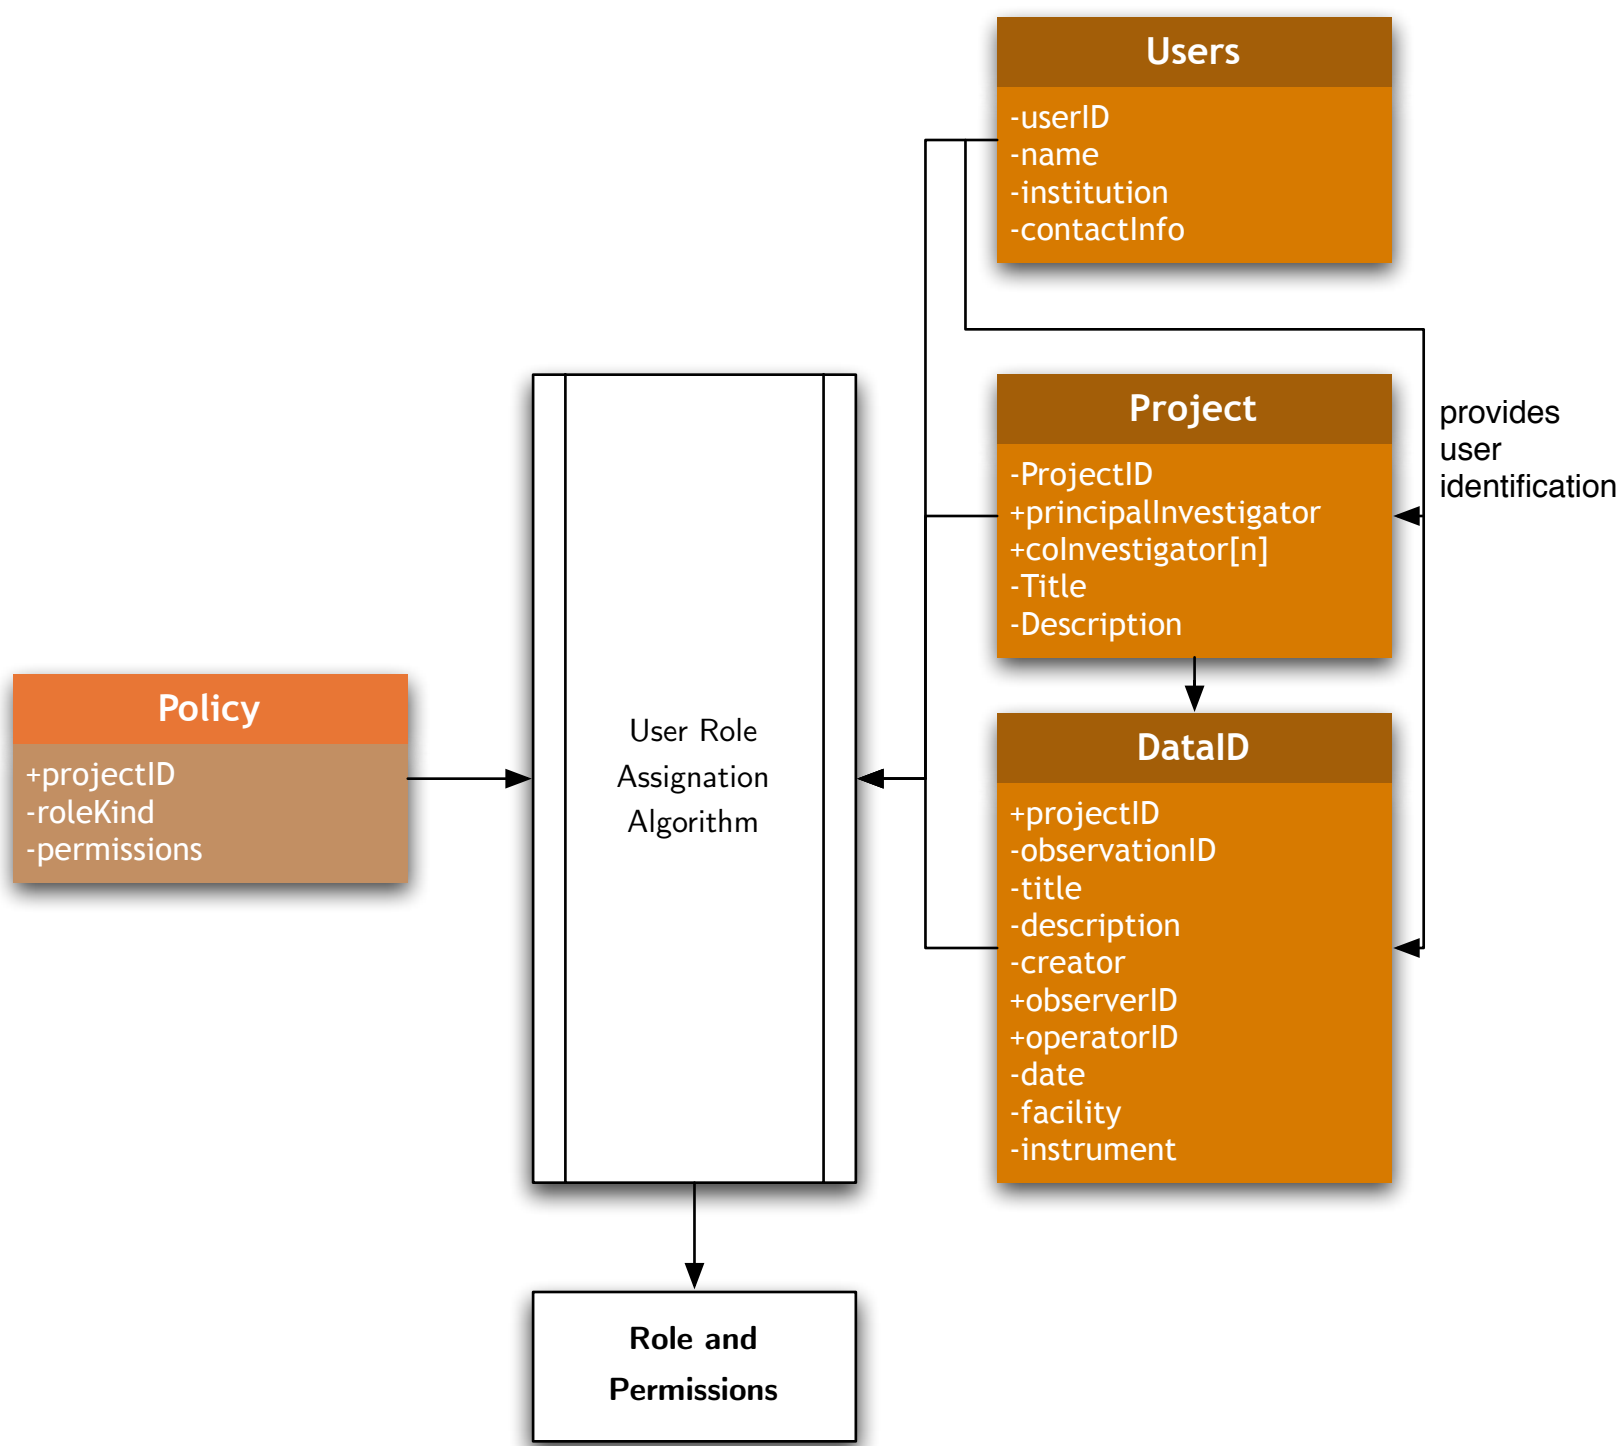 Users
-userID
-name
-institution
-contactInfo
Project
-ProjectID
+principalInvestigator
+coInvestigator[n]
-Title
-Description
provides
user
identification
Policy
+projectID
-roleKind
-permissions
User Role
Assignation
Algorithm
DataID
+projectID
-observationID
-title
-description
-creator
+observerID
+operatorID
-date
-facility
-instrument
Role and
Permissions